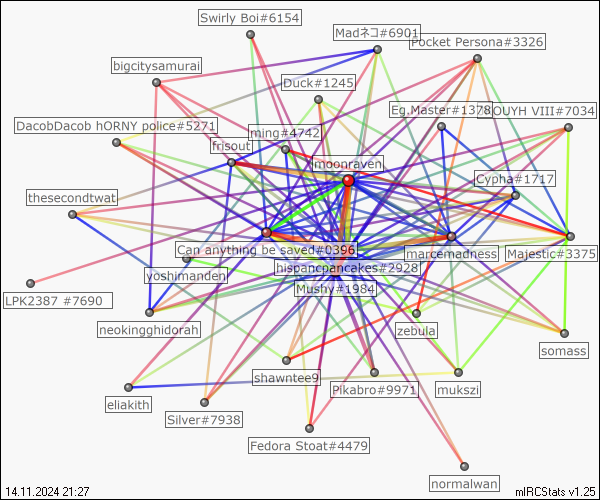 Swirly Boi#6154
Madネコ#6901
Pocket Persona#3326
bigcitysamurai
Duck#1245
Eg.Master#1378
OUYH VIII#7034
DacobDacob hORNY police#5271
ming#4742
frisout
moonraven
Cypha#1717
thesecondtwat
Can anything be saved#0396
marcemadness
Majestic#3375
yoshimanden
hispancpancakes#2928
Mushy#1984
LPK2387 #7690
neokingghidorah
zebula
somass
shawntee9
Pikabro#9971
mukszi
eliakith
Silver#7938
Fedora Stoat#4479
normalwan
14.11.2024 21:27
mIRCStats v1.25